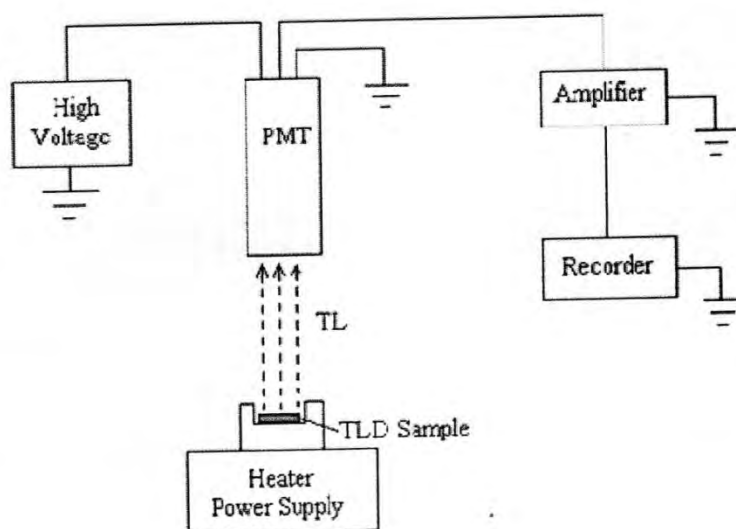 High
Voltage
PMT
Amplifier
Recorder
TL
TLD Sample
Heater
Power Supply